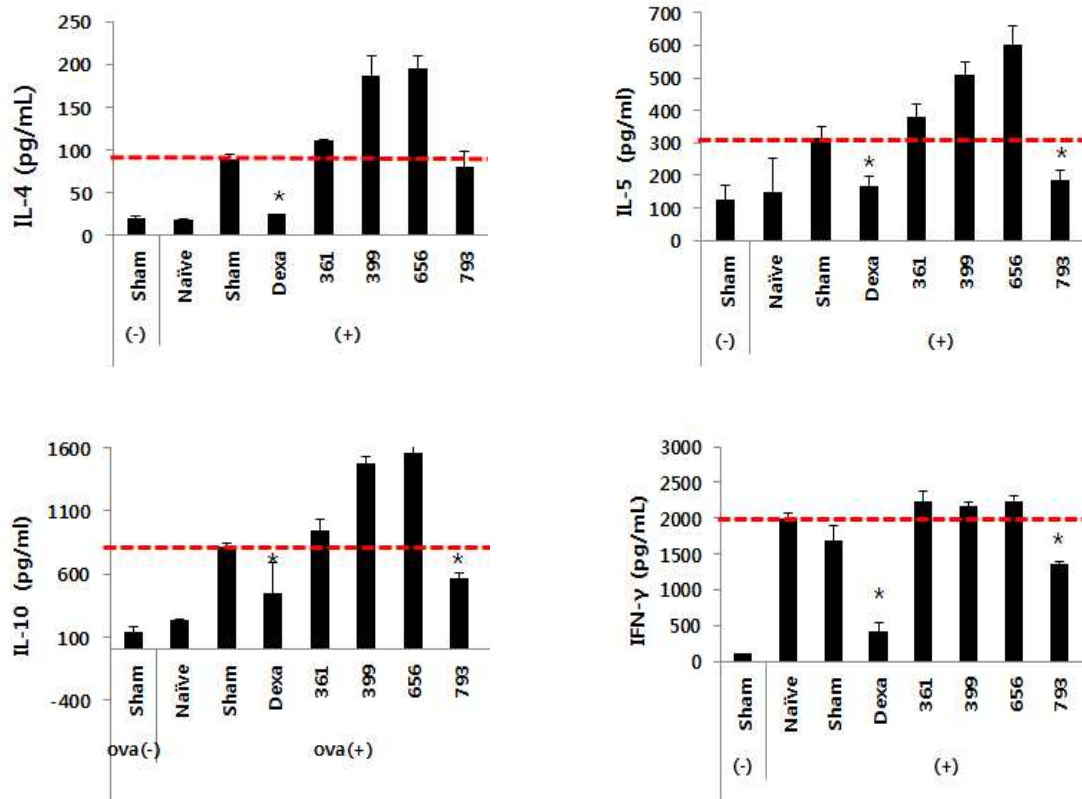 IL-4 (pg/mL)
250
200
150
100
50
0
*
Sham
Naïve
Sham
Dexa
361
399
656
793
(-)
(+)
IL-5 (pg/ml)
700
600
500
400
300
200
100
0
*
*
Sham
Naïve
Sham
Dexa
361
399
656
793
(-)
(+)
IL-10 (pg/ml)
1600
1100
600
100
-400
*
*
Sham
Naïve
Sham
Dexa
361
399
656
793
ova(-)
ova(+)
IFN-γ (pg/mL)
3000
2500
2000
1500
1000
500
0
*
*
Sham
Naïve
Sham
Dexa
361
399
656
793
(-)
(+)